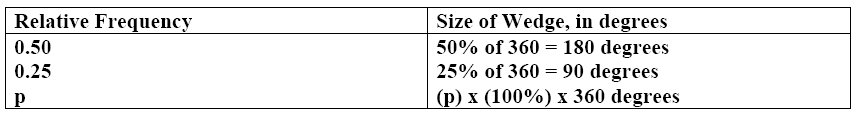 Relative Frequency Size of Wedge, in degrees
0.50 50% of 360 = 180 degrees
0.25 25% of 360 = 90 degrees
p (p) x (100%) x 360 degrees